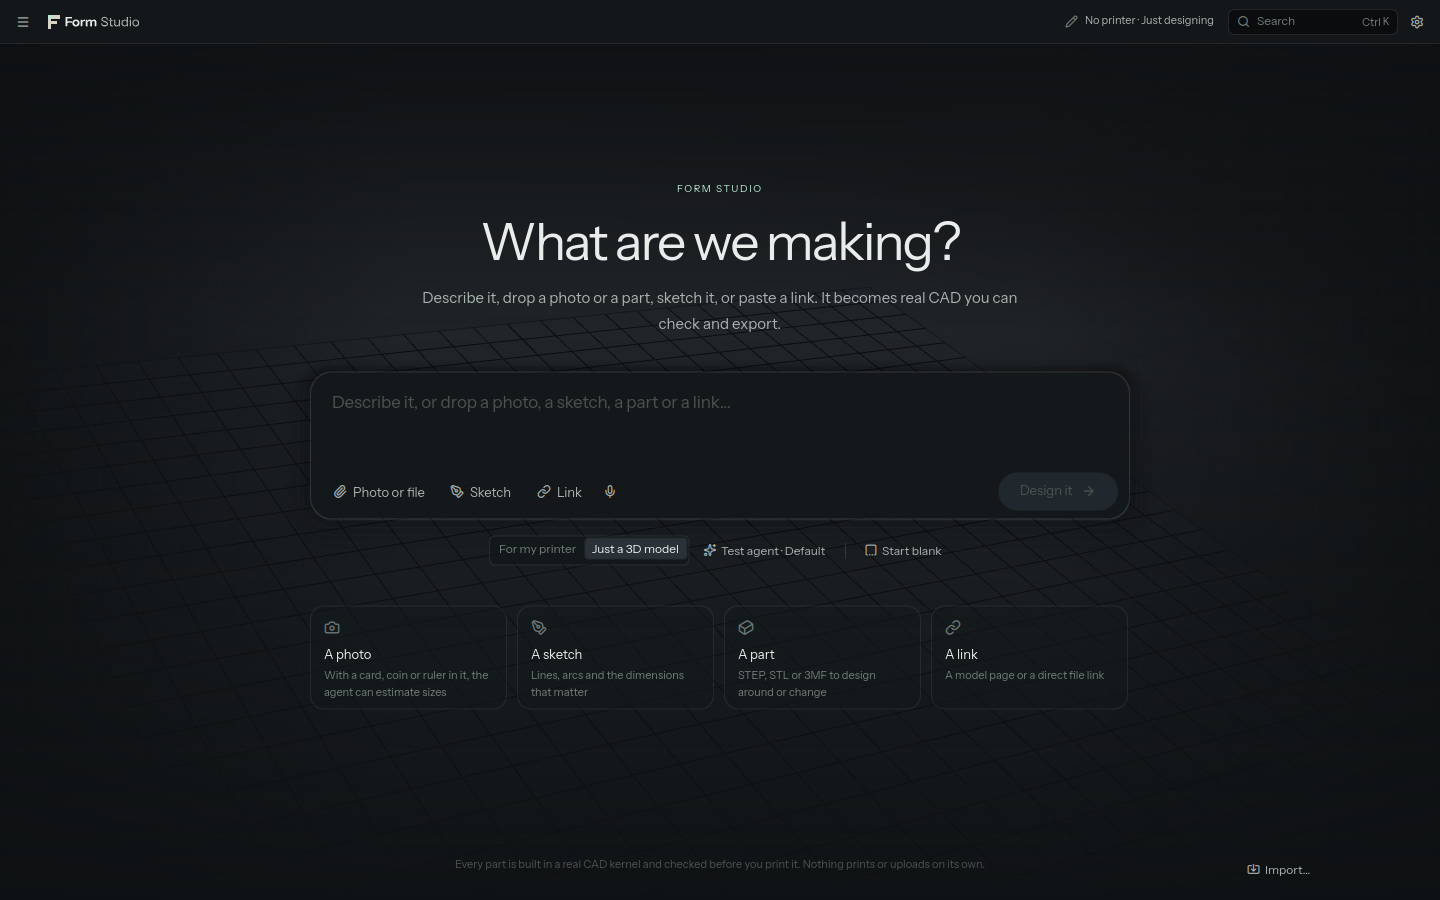 Form Studio
No printer · Just designing
Search
Ctrl K
FORM STUDIO
What are we making?
Describe it, drop a photo or a part, sketch it, or paste a link. It becomes real CAD you can
check and export.
Describe it, or drop a photo, a sketch, a part or a link...
Photo or file
Sketch
Link
Design it
For my printer
Just a 3D model
Test agent · Default
Start blank
A photo
With a card, coin or ruler in it, the
agent can estimate sizes
A sketch
Lines, arcs and the dimensions
that matter
A part
STEP, STL or 3MF to design
around or change
A link
A model page or a direct file link
Every part is built in a real CAD kernel and checked before you print it. Nothing prints or uploads on its own.
Import...